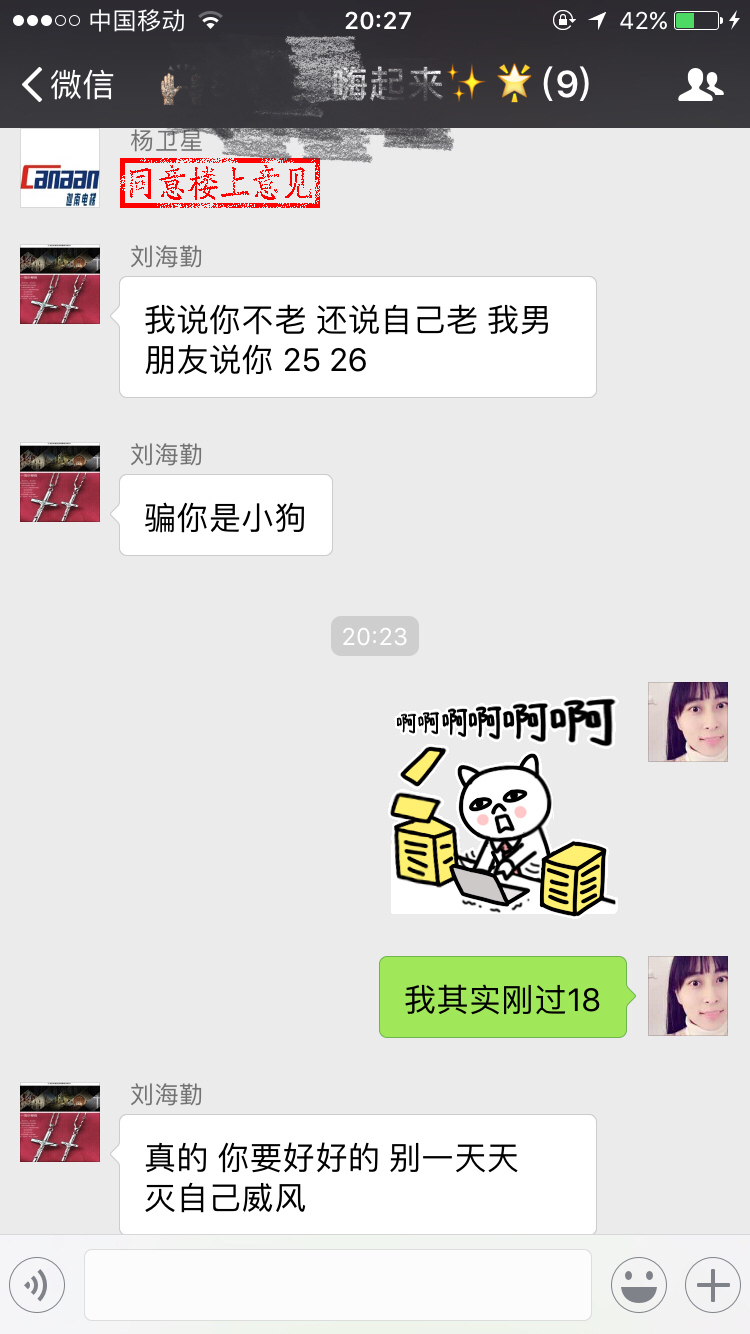 中国移动 20:27 42%
微信 嗨起来✨🌟(9)
杨卫星
Canaan
迦南电梯
同意楼上意见
刘海勤
我说你不老 还说自己老 我男
朋友说你 25 26
刘海勤
骗你是小狗
20:23
啊啊啊啊啊啊
我其实刚过18
刘海勤
真的 你要好好的 别一天天
灭自己威风